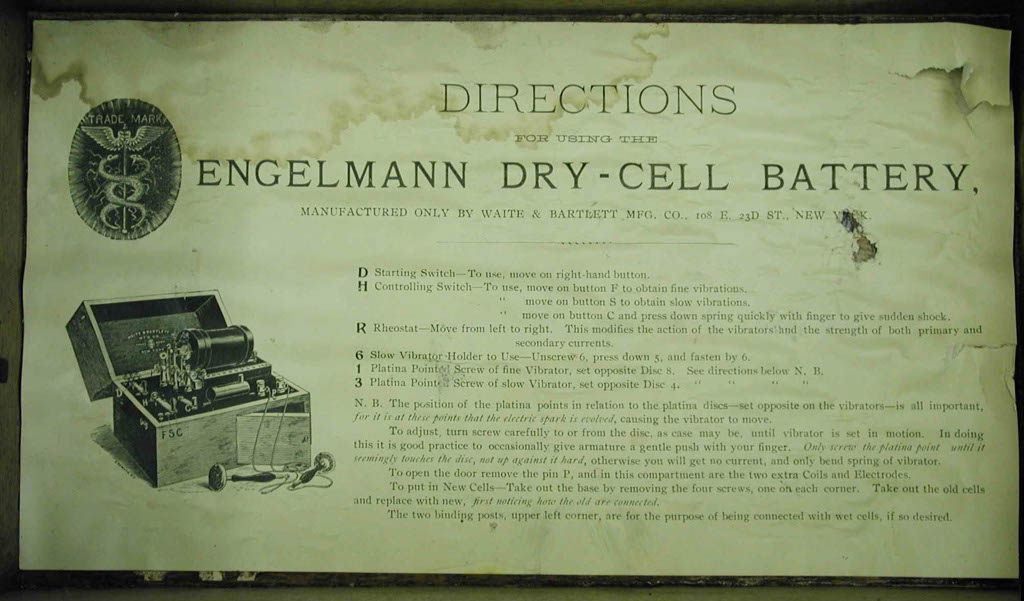 TRADE MARK
DIRECTIONS
FOR USING THE
ENGELMANN DRY-CELL BATTERY,
MANUFACTURED ONLY BY WAITE & BARTLETT MFG. CO., 108 E. 23D ST., NEW YORK.
D Starting Switch—To use, move on right-hand button.
H Controlling Switch—To use, move on button F to obtain fine vibrations.
" move on button S to obtain slow vibrations.
" move on button C and press down spring quickly with finger to give sudden shock.
R Rheostat—Move from left to right. This modifies the action of the vibrators and the strength of both primary and
secondary currents.
6 Slow Vibrator Holder to Use—Unscrew 6, press down 5, and fasten by 6.
1 Platina Pointed Screw of fine Vibrator, set opposite Disc 8. See directions below N. B.
3 Platina Pointed Screw of slow Vibrator, set opposite Disc 4. " " " "
N. B. The position of the platina points in relation to the platina discs—set opposite on the vibrators—is all important,
for it is at these points that the electric spark is evolved, causing the vibrator to move.
To adjust, turn screw carefully to or from the disc, as case may be, until vibrator is set in motion. In doing
this it is good practice to occasionally give armature a gentle push with your finger. Only screw the platina point until it
seemingly touches the disc, not up against it hard, otherwise you will get no current, and only bend spring of vibrator.
To open the door remove the pin P, and in this compartment are the two extra Coils and Electrodes.
To put in New Cells—Take out the base by removing the four screws, one on each corner. Take out the old cells
and replace with new, first noticing how the old are connected.
The two binding posts, upper left corner, are for the purpose of being connected with wet cells, if so desired.
D
H
R
P
FSC